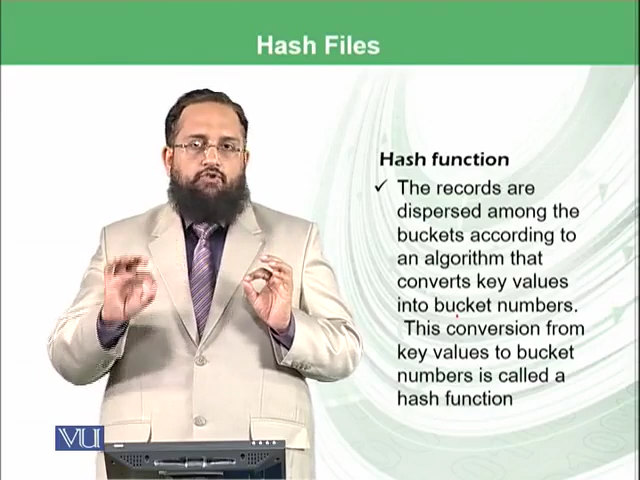 Hash Files
Hash function
✓ The records are
dispersed among the
buckets according to
an algorithm that
converts key values
into bucket numbers.
This conversion from
key values to bucket
numbers is called a
hash function
VU